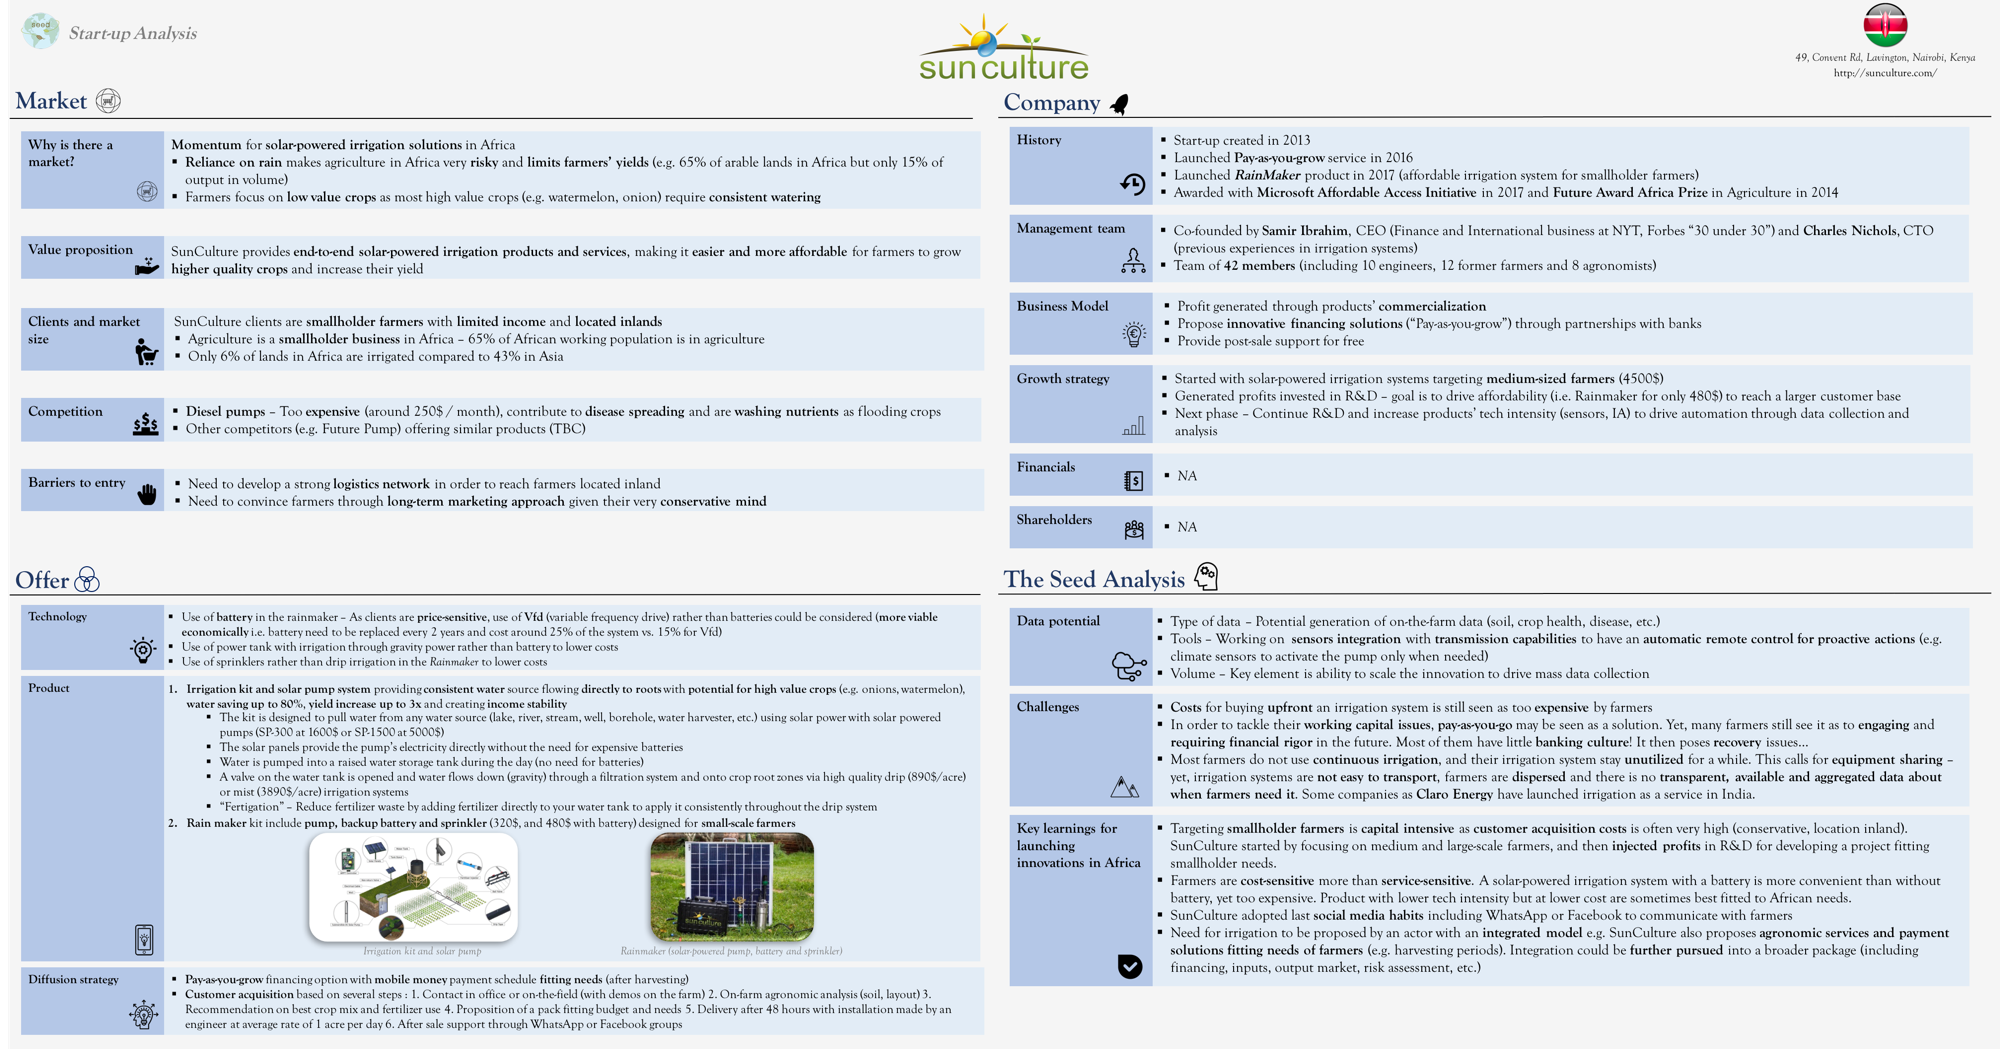 seed
Start-up Analysis
sunculture
49, Convent Rd, Lavington, Nairobi, Kenya
http://sunculture.com/
Market
Why is there a
market?
Momentum for solar-powered irrigation solutions in Africa
▪ Reliance on rain makes agriculture in Africa very risky and limits farmers' yields (e.g. 65% of arable lands in Africa but only 15% of
output in volume)
▪ Farmers focus on low value crops as most high value crops (e.g. watermelon, onion) require consistent watering
Value proposition
SunCulture provides end-to-end solar-powered irrigation products and services, making it easier and more affordable for farmers to grow
higher quality crops and increase their yield
Clients and market
size
SunCulture clients are smallholder farmers with limited income and located inlands
▪ Agriculture is a smallholder business in Africa – 65% of African working population is in agriculture
▪ Only 6% of lands in Africa are irrigated compared to 43% in Asia
Competition
▪ Diesel pumps – Too expensive (around 250$ / month), contribute to disease spreading and are washing nutrients as flooding crops
▪ Other competitors (e.g. Future Pump) offering similar products (TBC)
Barriers to entry
▪ Need to develop a strong logistics network in order to reach farmers located inland
▪ Need to convince farmers through long-term marketing approach given their very conservative mind
Company
History
▪ Start-up created in 2013
▪ Launched Pay-as-you-grow service in 2016
▪ Launched RainMaker product in 2017 (affordable irrigation system for smallholder farmers)
▪ Awarded with Microsoft Affordable Access Initiative in 2017 and Future Award Africa Prize in Agriculture in 2014
Management team
▪ Co-founded by Samir Ibrahim, CEO (Finance and International business at NYT, Forbes “30 under 30”) and Charles Nichols, CTO
(previous experiences in irrigation systems)
▪ Team of 42 members (including 10 engineers, 12 former farmers and 8 agronomists)
Business Model
▪ Profit generated through products' commercialization
▪ Propose innovative financing solutions (“Pay-as-you-grow”) through partnerships with banks
▪ Provide post-sale support for free
Growth strategy
▪ Started with solar-powered irrigation systems targeting medium-sized farmers (4500$)
▪ Generated profits invested in R&D – goal is to drive affordability (i.e. Rainmaker for only 480$) to reach a larger customer base
▪ Next phase – Continue R&D and increase products' tech intensity (sensors, IA) to drive automation through data collection and
analysis
Financials
▪ NA
Shareholders
▪ NA
Offer
Technology
▪ Use of battery in the rainmaker – As clients are price-sensitive, use of Vfd (variable frequency drive) rather than batteries could be considered (more viable
economically i.e. battery need to be replaced every 2 years and cost around 25% of the system vs. 15% for Vfd)
▪ Use of power tank with irrigation through gravity power rather than battery to lower costs
▪ Use of sprinklers rather than drip irrigation in the Rainmaker to lower costs
Product
1. Irrigation kit and solar pump system providing consistent water source flowing directly to roots with potential for high value crops (e.g. onions, watermelon),
water saving up to 80%, yield increase up to 3x and creating income stability
▪ The kit is designed to pull water from any water source (lake, river, stream, well, borehole, water harvester, etc.) using solar power with solar powered
pumps (SP-300 at 1600$ or SP-1500 at 5000$)
▪ The solar panels provide the pump's electricity directly without the need for expensive batteries
▪ Water is pumped into a raised water storage tank during the day (no need for batteries)
▪ A valve on the water tank is opened and water flows down (gravity) through a filtration system and onto crop root zones via high quality drip (890$/acre)
or mist (3890$/acre) irrigation systems
▪ “Fertigation” – Reduce fertilizer waste by adding fertilizer directly to your water tank to apply it consistently throughout the drip system
2. Rain maker kit include pump, backup battery and sprinkler (320$, and 480$ with battery) designed for small-scale farmers
sunculture
Irrigation kit and solar pump
Rainmaker (solar-powered pump, battery and sprinkler)
Diffusion strategy
▪ Pay-as-you-grow financing option with mobile money payment schedule fitting needs (after harvesting)
▪ Customer acquisition based on several steps : 1. Contact in office or on-the-field (with demos on the farm) 2. On-farm agronomic analysis (soil, layout) 3.
Recommendation on best crop mix and fertilizer use 4. Proposition of a pack fitting budget and needs 5. Delivery after 48 hours with installation made by an
engineer at average rate of 1 acre per day 6. After sale support through WhatsApp or Facebook groups
The Seed Analysis
Data potential
▪ Type of data – Potential generation of on-the-farm data (soil, crop health, disease, etc.)
▪ Tools – Working on sensors integration with transmission capabilities to have an automatic remote control for proactive actions (e.g.
climate sensors to activate the pump only when needed)
▪ Volume – Key element is ability to scale the innovation to drive mass data collection
Challenges
▪ Costs for buying upfront an irrigation system is still seen as too expensive by farmers
▪ In order to tackle their working capital issues, pay-as-you-go may be seen as a solution. Yet, many farmers still see it as to engaging and
requiring financial rigor in the future. Most of them have little banking culture! It then poses recovery issues...
▪ Most farmers do not use continuous irrigation, and their irrigation system stay unutilized for a while. This calls for equipment sharing –
yet, irrigation systems are not easy to transport, farmers are dispersed and there is no transparent, available and aggregated data about
when farmers need it. Some companies as Claro Energy have launched irrigation as a service in India.
Key learnings for
launching
innovations in Africa
▪ Targeting smallholder farmers is capital intensive as customer acquisition costs is often very high (conservative, location inland).
SunCulture started by focusing on medium and large-scale farmers, and then injected profits in R&D for developing a project fitting
smallholder needs.
▪ Farmers are cost-sensitive more than service-sensitive. A solar-powered irrigation system with a battery is more convenient than without
battery, yet too expensive. Product with lower tech intensity but at lower cost are sometimes best fitted to African needs.
▪ SunCulture adopted last social media habits including WhatsApp or Facebook to communicate with farmers
▪ Need for irrigation to be proposed by an actor with an integrated model e.g. SunCulture also proposes agronomic services and payment
solutions fitting needs of farmers (e.g. harvesting periods). Integration could be further pursued into a broader package (including
financing, inputs, output market, risk assessment, etc.)